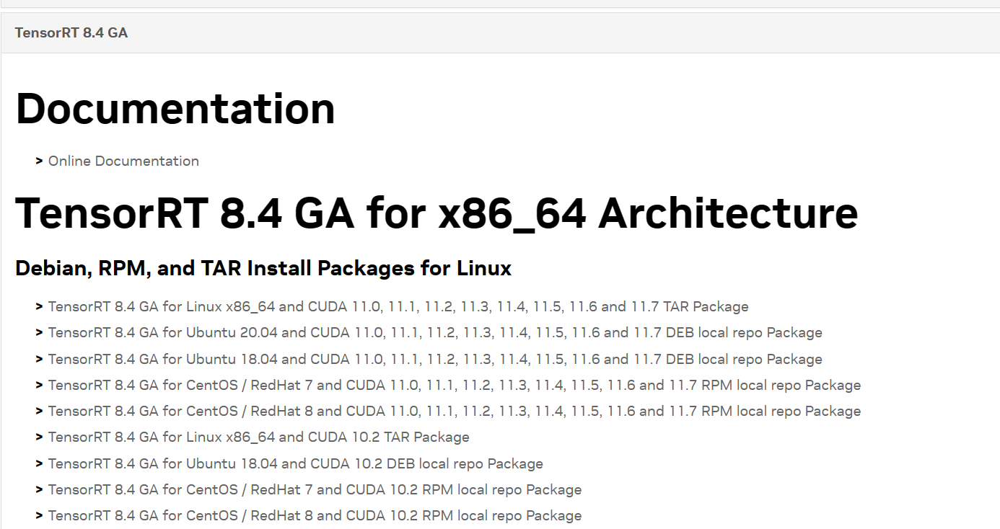 TensorRT 8.4 GA
Documentation
> Online Documentation
TensorRT 8.4 GA for x86_64 Architecture
Debian, RPM, and TAR Install Packages for Linux
> TensorRT 8.4 GA for Linux x86_64 and CUDA 11.0, 11.1, 11.2, 11.3, 11.4, 11.5, 11.6 and 11.7 TAR Package
> TensorRT 8.4 GA for Ubuntu 20.04 and CUDA 11.0, 11.1, 11.2, 11.3, 11.4, 11.5, 11.6 and 11.7 DEB local repo Package
> TensorRT 8.4 GA for Ubuntu 18.04 and CUDA 11.0, 11.1, 11.2, 11.3, 11.4, 11.5, 11.6 and 11.7 DEB local repo Package
> TensorRT 8.4 GA for CentOS / RedHat 7 and CUDA 11.0, 11.1, 11.2, 11.3, 11.4, 11.5, 11.6 and 11.7 RPM local repo Package
> TensorRT 8.4 GA for CentOS / RedHat 8 and CUDA 11.0, 11.1, 11.2, 11.3, 11.4, 11.5, 11.6 and 11.7 RPM local repo Package
> TensorRT 8.4 GA for Linux x86_64 and CUDA 10.2 TAR Package
> TensorRT 8.4 GA for Ubuntu 18.04 and CUDA 10.2 DEB local repo Package
> TensorRT 8.4 GA for CentOS / RedHat 7 and CUDA 10.2 RPM local repo Package
> TensorRT 8.4 GA for CentOS / RedHat 8 and CUDA 10.2 RPM local repo Package